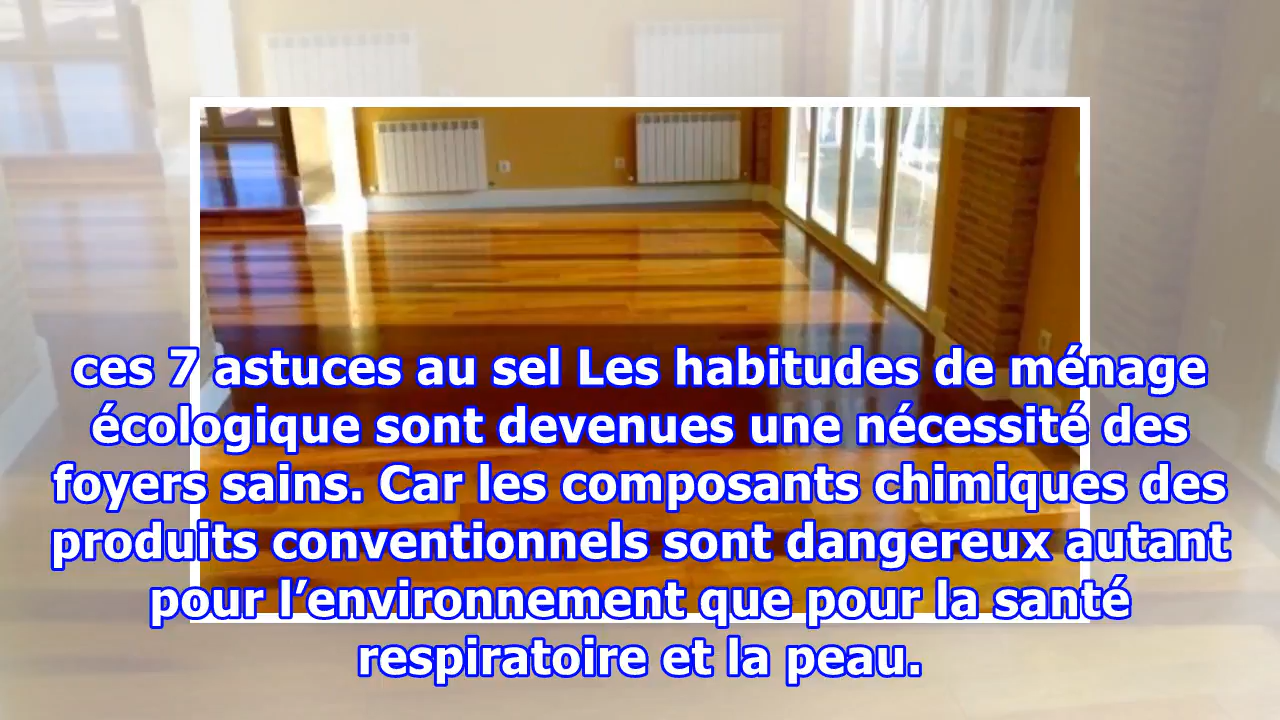 ces 7 astuces au sel Les habitudes de ménage
écologique sont devenues une nécessité des
foyers sains. Car les composants chimiques des
produits conventionnels sont dangereux autant
pour l’environnement que pour la santé
respiratoire et la peau.